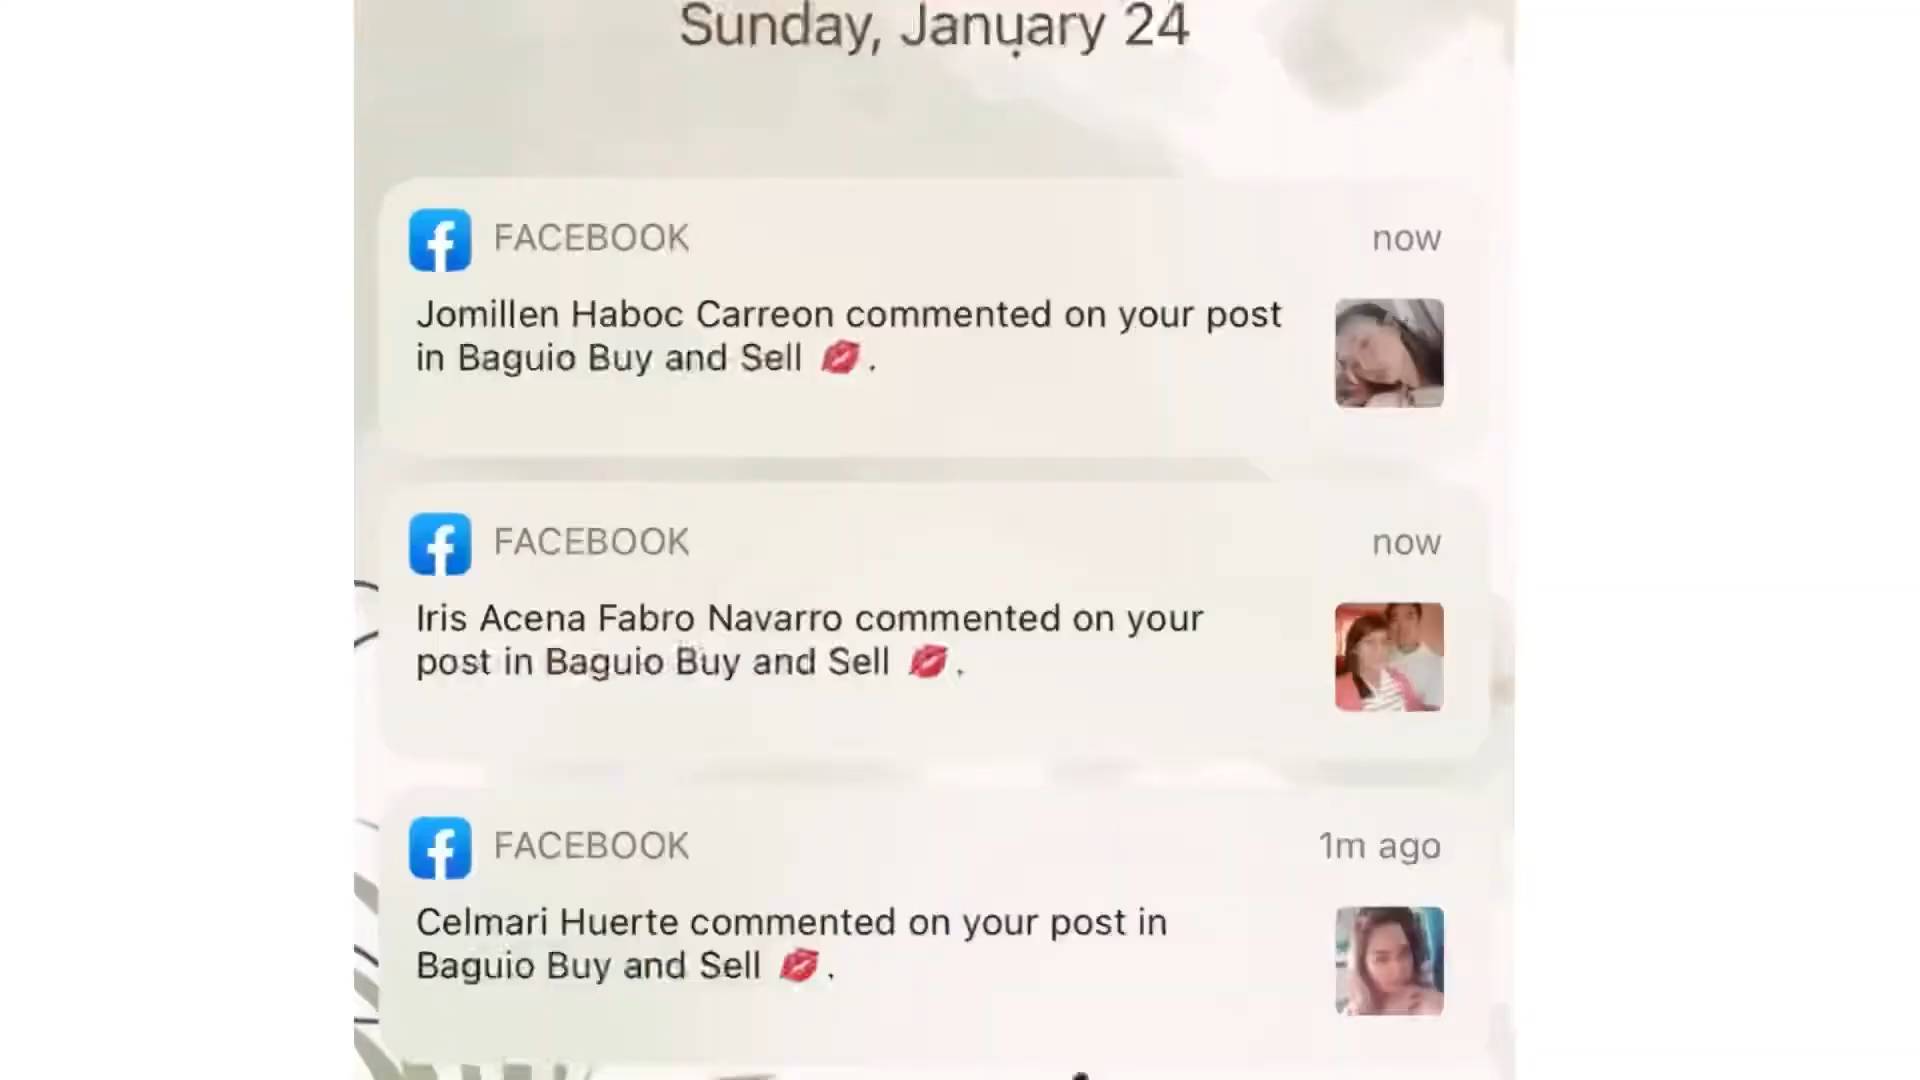 Sunday, January 24
FACEBOOK now
Jomillen Haboc Carreon commented on your post
in Baguio Buy and Sell 💋.
FACEBOOK now
Iris Acena Fabro Navarro commented on your
post in Baguio Buy and Sell 💋.
FACEBOOK 1m ago
Celmari Huerte commented on your post in
Baguio Buy and Sell 💋.